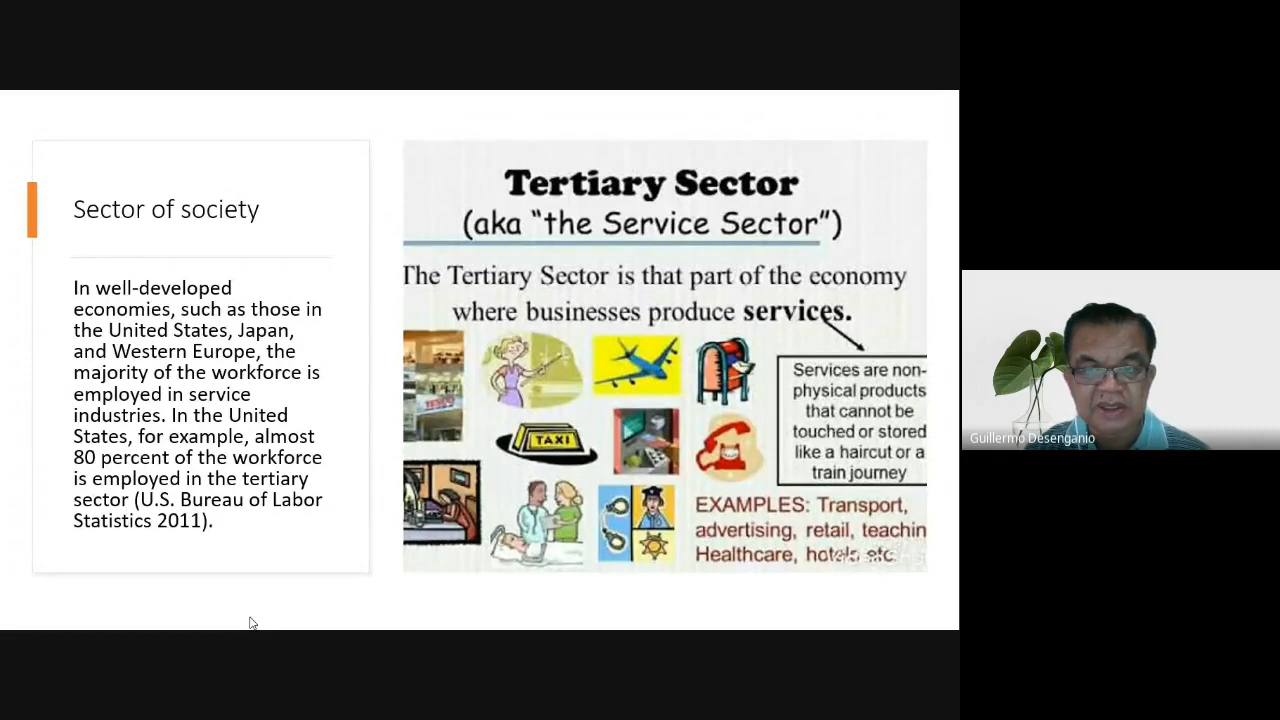 Sector of society
In well-developed
economies, such as those in
the United States, Japan,
and Western Europe, the
majority of the workforce is
employed in service
industries. In the United
States, for example, almost
80 percent of the workforce
is employed in the tertiary
sector (U.S. Bureau of Labor
Statistics 2011).
Tertiary Sector
(aka “the Service Sector”)
The Tertiary Sector is that part of the economy
where businesses produce services.
TESCO
TAXI
Services are non-
physical products
that cannot be
touched or stored
like a haircut or a
train journey
EXAMPLES: Transport,
advertising, retail, teachin
Healthcare, hotels, etc
Guillermo Desenganio